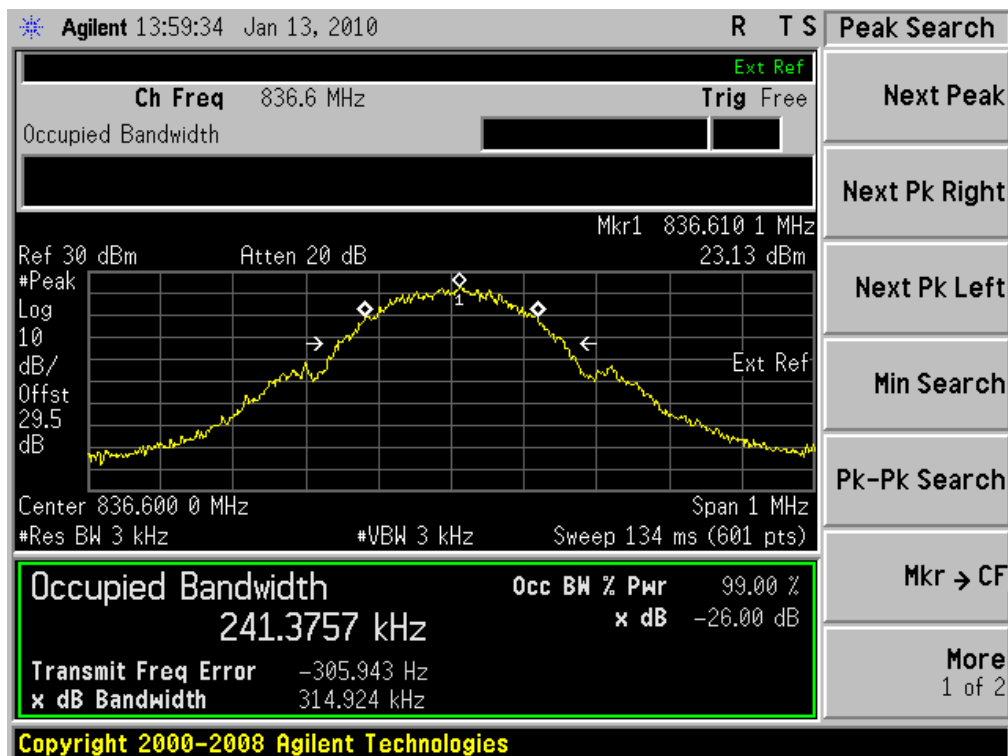 Agilent 13:59:34 Jan 13, 2010 R T S
Peak Search
Ext Ref
Ch Freq 836.6 MHz Trig Free
Occupied Bandwidth
Mkr1 836.610 1 MHz
Ref 30 dBm Atten 20 dB 23.13 dBm
#Peak
Log
10
dB/
Offst
29.5
dB
1
Ext Ref
Center 836.600 0 MHz Span 1 MHz
#Res BW 3 kHz #VBW 3 kHz Sweep 134 ms (601 pts)
Occupied Bandwidth
241.3757 kHz
Occ BW % Pwr 99.00 %
x dB -26.00 dB
Transmit Freq Error -305.943 Hz
x dB Bandwidth 314.924 kHz
Next Peak
Next Pk Right
Next Pk Left
Min Search
Pk-Pk Search
Mkr → CF
More
1 of 2
Copyright 2000-2008 Agilent Technologies